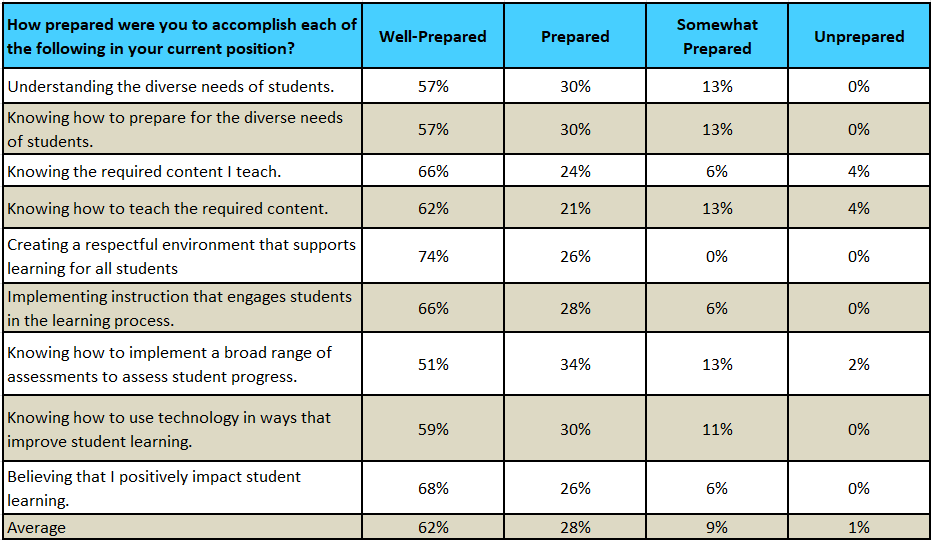 How prepared were you to accomplish each of
the following in your current position?
Well-Prepared
Prepared
Somewhat
Prepared
Unprepared
Understanding the diverse needs of students.
57%
30%
13%
0%
Knowing how to prepare for the diverse needs
of students.
57%
30%
13%
0%
Knowing the required content I teach.
66%
24%
6%
4%
Knowing how to teach the required content.
62%
21%
13%
4%
Creating a respectful environment that supports
learning for all students
74%
26%
0%
0%
Implementing instruction that engages students
in the learning process.
66%
28%
6%
0%
Knowing how to implement a broad range of
assessments to assess student progress.
51%
34%
13%
2%
Knowing how to use technology in ways that
improve student learning.
59%
30%
11%
0%
Believing that I positively impact student
learning.
68%
26%
6%
0%
Average
62%
28%
9%
1%